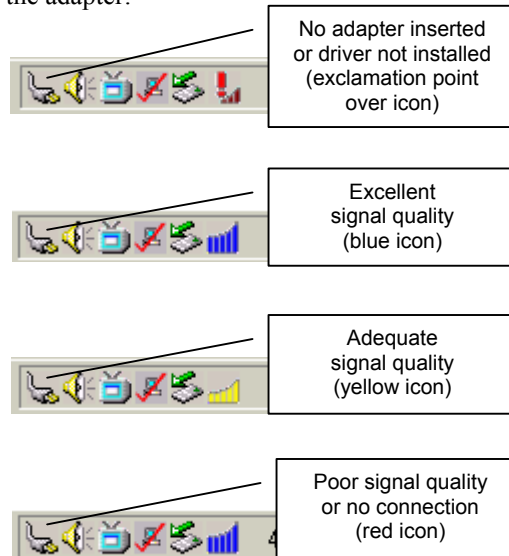 the adapter.
No adapter inserted
or driver not installed
(exclamation point
over icon)
Excellent
signal quality
(blue icon)
Adequate
signal quality
(yellow icon)
Poor signal quality
or no connection
(red icon)